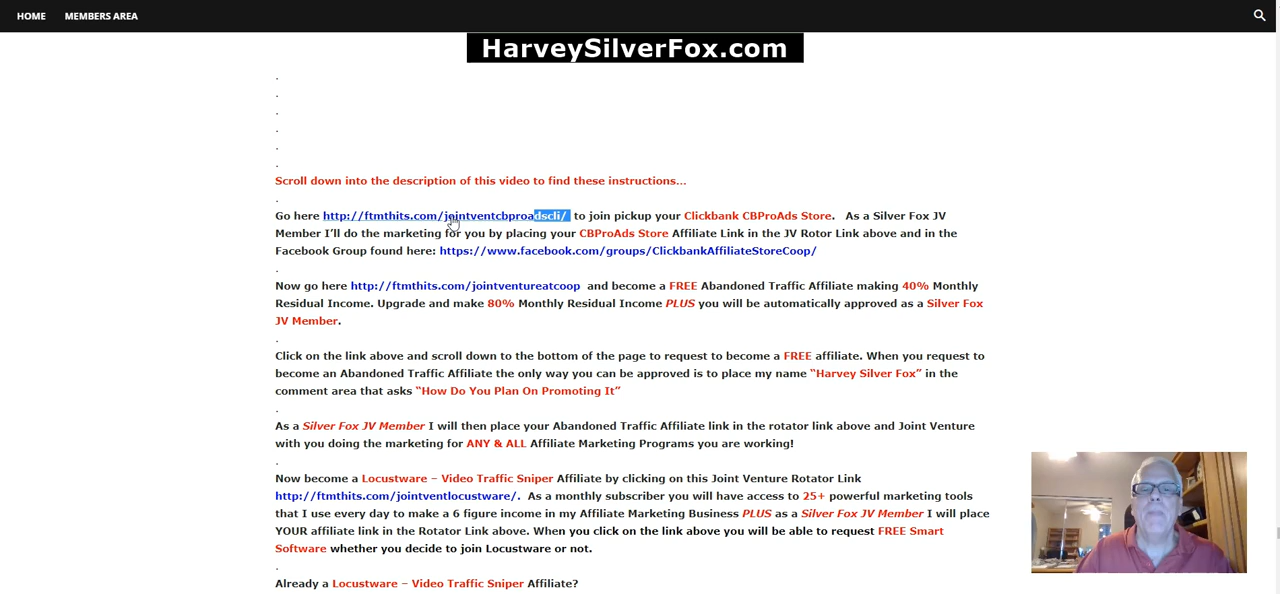 HOME MEMBERS AREA
HarveySilverFox.com
.
.
.
.
.
.
Scroll down into the description of this video to find these instructions...
.
Go here http://ftmthits.com/jointventcbproadscli/ to join pickup your Clickbank CBProAds Store. As a Silver Fox JV
Member I’ll do the marketing for you by placing your CBProAds Store Affiliate Link in the JV Rotor Link above and in the
Facebook Group found here: https://www.facebook.com/groups/ClickbankAffiliateStoreCoop/
.
Now go here http://ftmthits.com/jointventureatcoop and become a FREE Abandoned Traffic Affiliate making 40% Monthly
Residual Income. Upgrade and make 80% Monthly Residual Income PLUS you will be automatically approved as a Silver Fox
JV Member.
.
Click on the link above and scroll down to the bottom of the page to request to become a FREE affiliate. When you request to
become an Abandoned Traffic Affiliate the only way you can be approved is to place my name “Harvey Silver Fox” in the
comment area that asks “How Do You Plan On Promoting It”
.
As a Silver Fox JV Member I will then place your Abandoned Traffic Affiliate link in the rotator link above and Joint Venture
with you doing the marketing for ANY & ALL Affiliate Marketing Programs you are working!
.
Now become a Locustware – Video Traffic Sniper Affiliate by clicking on this Joint Venture Rotator Link
http://ftmthits.com/jointventlocustware/. As a monthly subscriber you will have access to 25+ powerful marketing tools
that I use every day to make a 6 figure income in my Affiliate Marketing Business PLUS as a Silver Fox JV Member I will place
YOUR affiliate link in the Rotator Link above. When you click on the link above you will be able to request FREE Smart
Software whether you decide to join Locustware or not.
.
Already a Locustware – Video Traffic Sniper Affiliate?